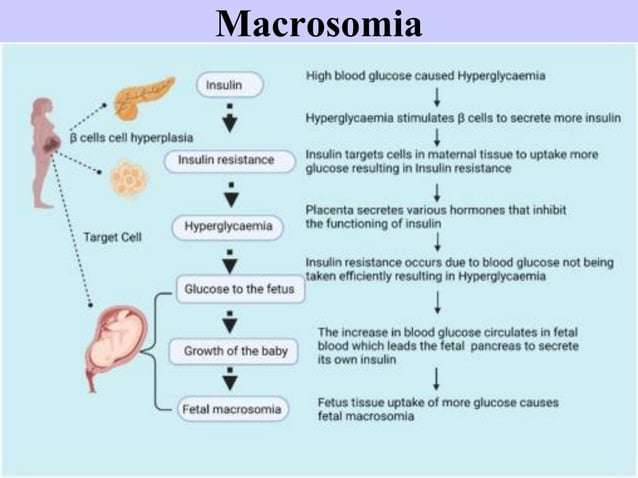 Macrosomia
Insulin
β cells cell hyperplasia
Insulin resistance
Hyperglycaemia
Target Cell
Glucose to the fetus
Growth of the baby
Fetal macrosomia
High blood glucose caused Hyperglycaemia
Hyperglycaemia stimulates β cells to secrete more insulin
Insulin targets cells in maternal tissue to uptake more
glucose resulting in Insulin resistance
Placenta secretes various hormones that inhibit
the functioning of insulin
Insulin resistance occurs due to blood glucose not being
taken efficiently resulting in Hyperglycaemia
The increase in blood glucose circulates in fetal
blood which leads the fetal pancreas to secrete
its own insulin
Fetus tissue uptake of more glucose causes
fetal macrosomia